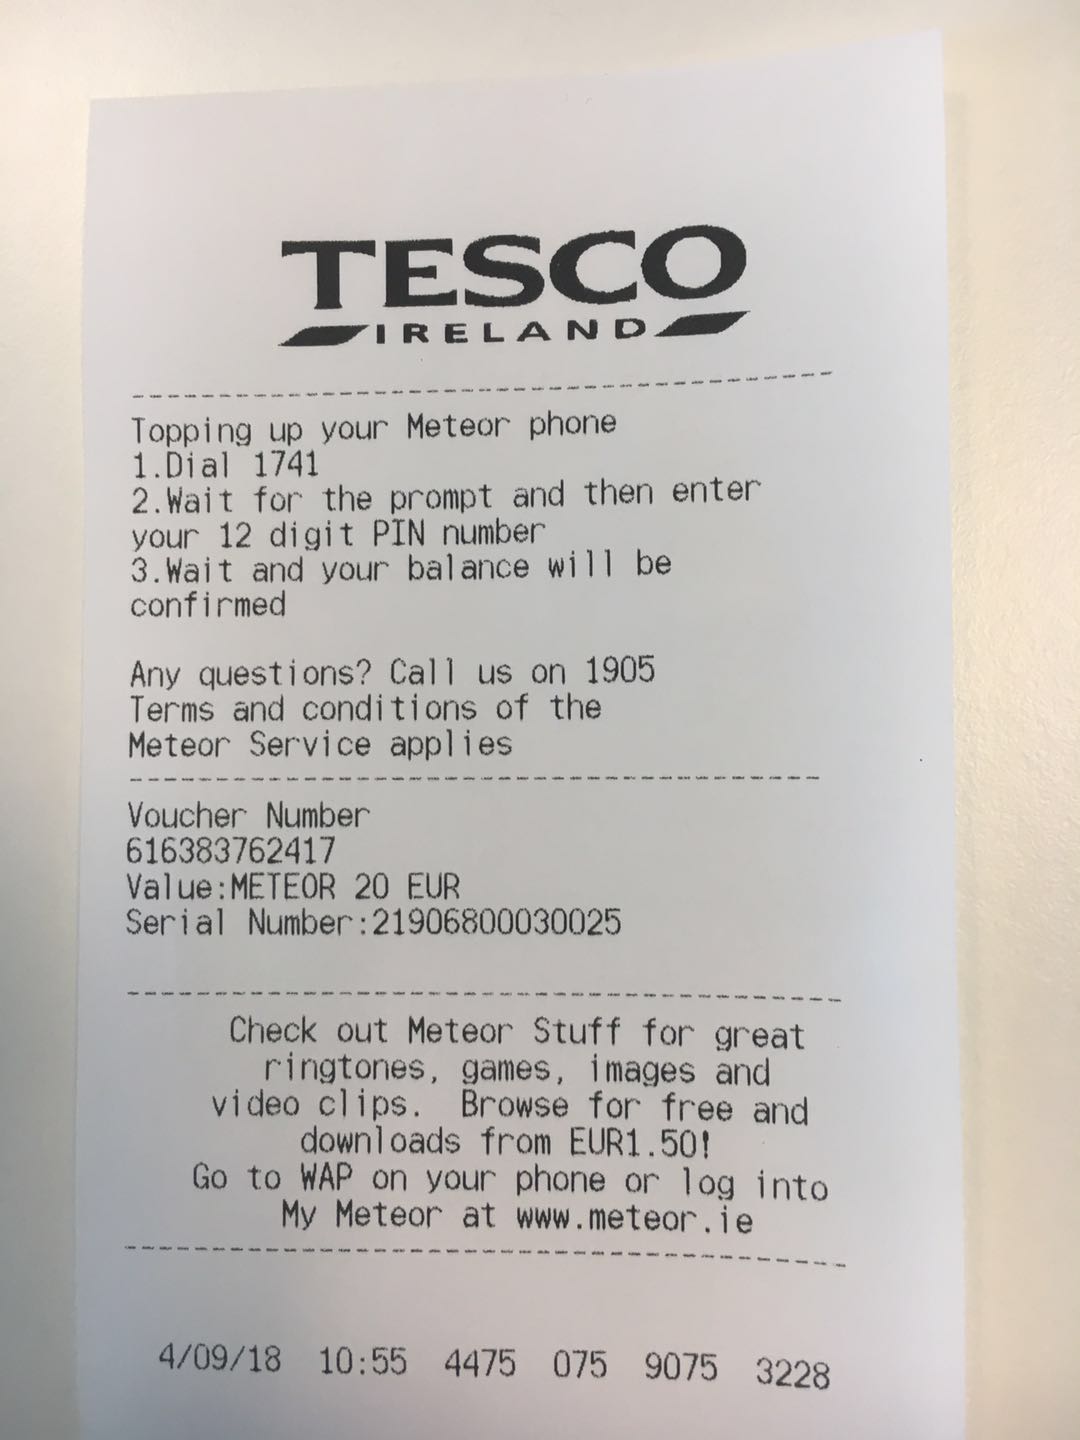 TESCO
IRELAND
Topping up your Meteor phone
1.Dial 1741
2.Wait for the prompt and then enter
your 12 digit PIN number
3.Wait and your balance will be
confirmed
Any questions? Call us on 1905
Terms and conditions of the
Meteor Service applies
Voucher Number
616383762417
Value:METEOR 20 EUR
Serial Number:21906800030025
Check out Meteor Stuff for great
ringtones, games, images and
video clips.  Browse for free and
downloads from EUR1.50!
Go to WAP on your phone or log into
My Meteor at www.meteor.ie
4/09/18  10:55  4475  075  9075  3228